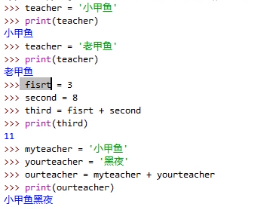 >>> teacher = '小甲鱼'
>>> print(teacher)
小甲鱼
>>> teacher = '老甲鱼'
>>> print(teacher)
老甲鱼
>>> fisrt = 3
>>> second = 8
>>> third = fisrt + second
>>> print(third)
11
>>> myteacher = '小甲鱼'
>>> yourteacher = '黑夜'
>>> ourteacher = myteacher + yourteacher
>>> print(ourteacher)
小甲鱼黑夜